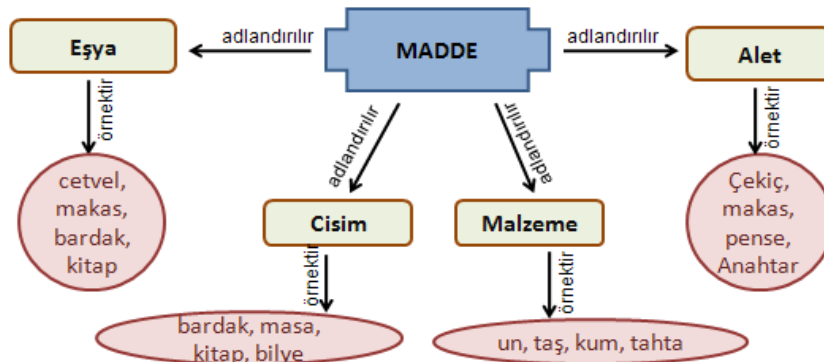 MADDE
adlandırılır
adlandırılır
adlandırılır
adlandırılır
Eşya
örnektir
cetvel,
makas,
bardak,
kitap
Cisim
örnektir
bardak, masa,
kitap, bilye
Malzeme
örnektir
un, taş, kum, tahta
Alet
örnektir
Çekiç,
makas,
pense,
Anahtar